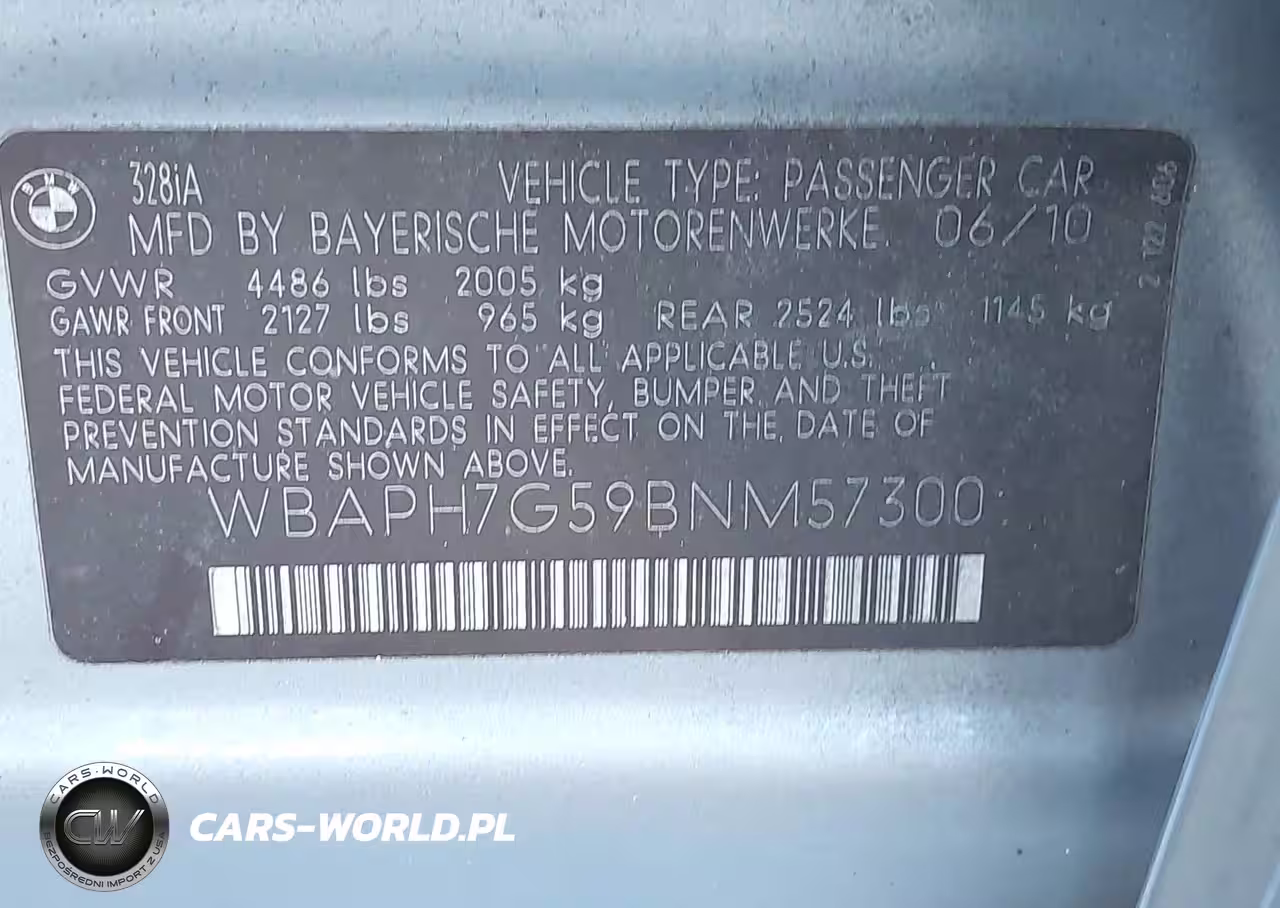 328iA VEHICLE TYPE: PASSENGER CAR
BMW
MFD BY BAYERISCHE MOTORENWERKE 06/10
GVWR 4486 lbs 2005 kg
GAWR FRONT 2127 lbs 965 kg REAR 2524 lbs 1145 kg
THIS VEHICLE CONFORMS TO ALL APPLICABLE U.S.
FEDERAL MOTOR VEHICLE SAFETY, BUMPER AND THEFT
PREVENTION STANDARDS IN EFFECT ON THE DATE OF
MANUFACTURE SHOWN ABOVE.
WBAPH7G59BNM57300
CARS-WORLD
CW
BEZPOŚREDNI IMPORT Z USA
CARS-WORLD.PL